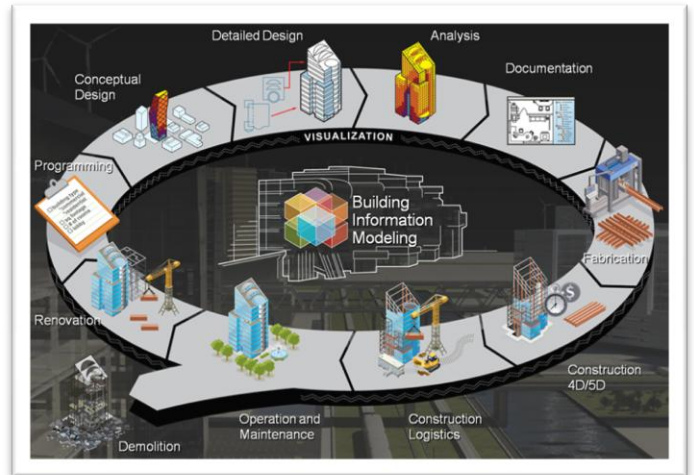 Detailed Design
Analysis
Conceptual
Design
Documentation
VISUALIZATION
Programming
Building
Information
Modeling
Fabrication
Renovation
Construction
4D/5D
Operation and
Maintenance
Construction
Logistics
Demolition